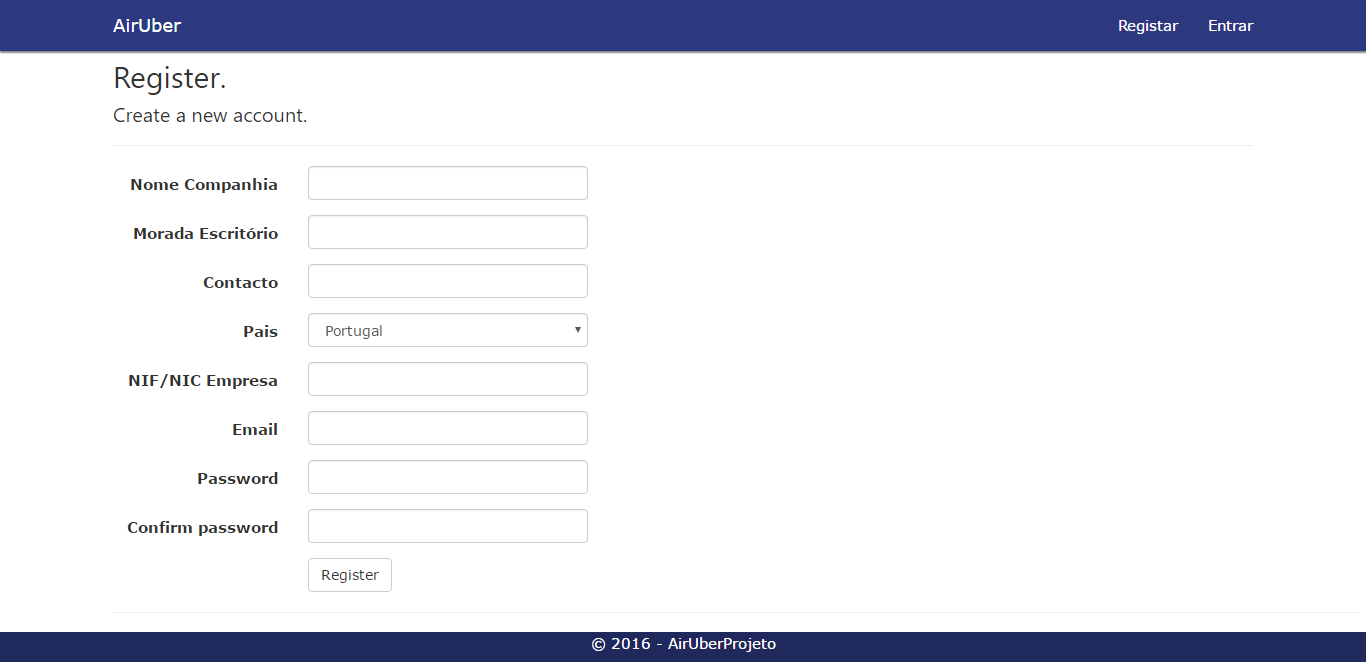 AirUber Registar Entrar
Register.
Create a new account.
Nome Companhia
Morada Escritório
Contacto
Pais Portugal
NIF/NIC Empresa
Email
Password
Confirm password
Register
© 2016 - AirUberProjeto